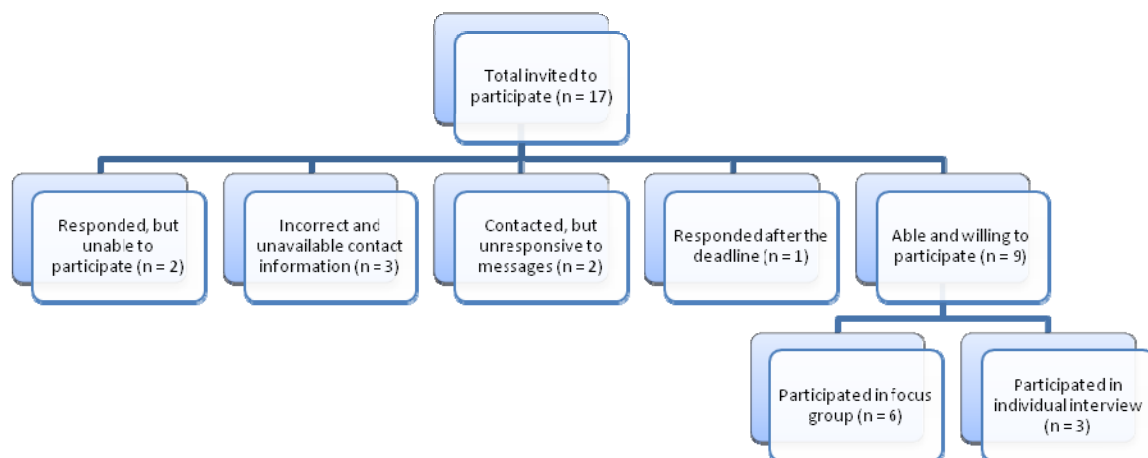 Total invited to
participate (n = 17)
Responded, but
unable to
participate (n = 2)
Incorrect and
unavailable contact
information (n = 3)
Contacted, but
unresponsive to
messages (n = 2)
Responded after the
deadline (n = 1)
Able and willing to
participate (n = 9)
Participated in focus
group (n = 6)
Participated in
individual interview
(n = 3)